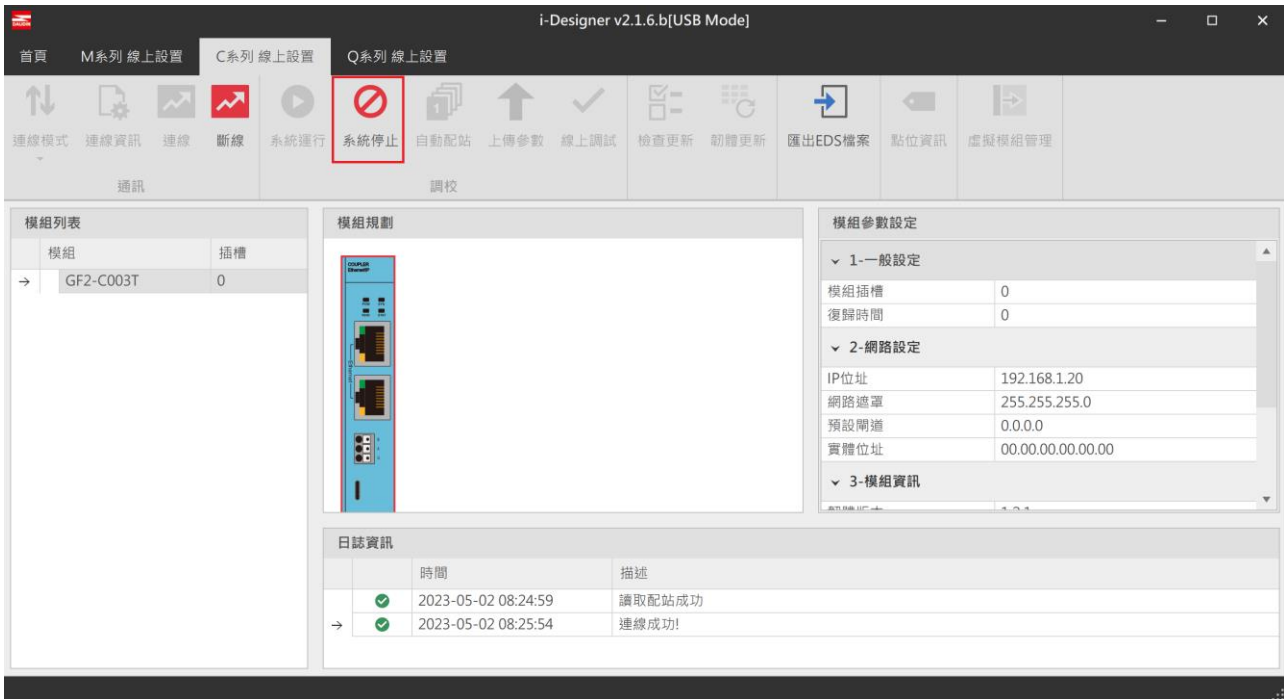 i-Designer v2.1.6.b[USB Mode]
首頁 M系列 線上設置 C系列 線上設置 Q系列 線上設置
連線模式 連線資訊 連線 斷線 系統運行 系統停止 自動配站 上傳參數 線上調試 檢查更新 韌體更新 匯出EDS檔案 點位資訊 虛擬模組管理
通訊 調校
模組列表
模組 插槽
GF2-C003T 0
模組規劃
COUPLER
EtherNet/IP
Ethernet
模組參數設定
1-一般設定
模組插槽 0
復歸時間 0
2-網路設定
IP位址 192.168.1.20
網路遮罩 255.255.255.0
預設閘道 0.0.0.0
實體位址 00.00.00.00.00.00
3-模組資訊
日誌資訊
時間 描述
2023-05-02 08:24:59 讀取配站成功
2023-05-02 08:25:54 連線成功!